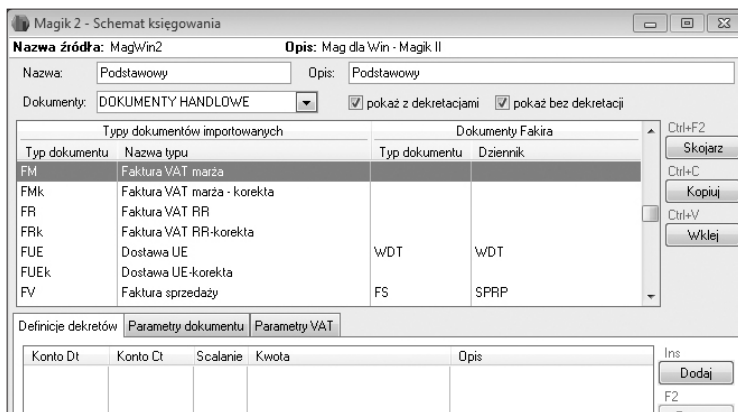 Magik 2 - Schemat księgowania
Nazwa źródła: MagWin2 Opis: Mag dla Win - Magik II
Nazwa: Podstawowy Opis: Podstawowy
Dokumenty: DOKUMENTY HANDLOWE pokaż z dekretacjami pokaż bez dekretacji
Typy dokumentów importowanych Dokumenty Fakira Ctrl+F2
Typ dokumentu Nazwa typu Typ dokumentu Dziennik Skojarz
FM Faktura VAT marża Ctrl+C
FMk Faktura VAT marża - korekta Kopiuj
FR Faktura VAT RR Ctrl+V
FRk Faktura VAT RR-korekta Wklej
FUE Dostawa UE WDT WDT
FUEk Dostawa UE-korekta
FV Faktura sprzedaży FS SPRP
Definicje dekretów Parametry dokumentu Parametry VAT
Konto Dt Konto Ct Scalanie Kwota Opis Ins
Dodaj
F2